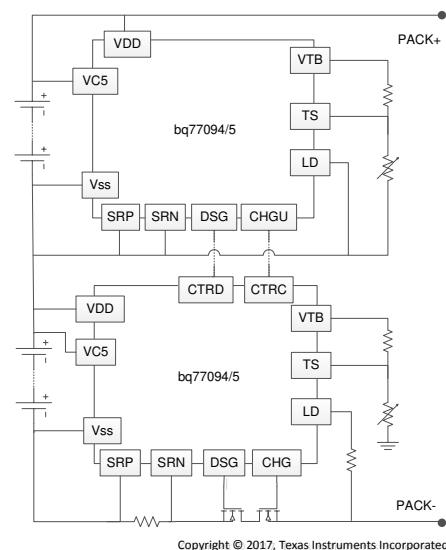 PACK+
VDD
VTB
VC5
+
-
TS
bq77094/5
+
-
LD
Vss
SRP SRN DSG CHGU
CTRD CTRC
VDD
VTB
VC5
+
-
TS
bq77094/5
+
-
LD
Vss
SRP SRN DSG CHG
PACK-
Copyright © 2017, Texas Instruments Incorporated